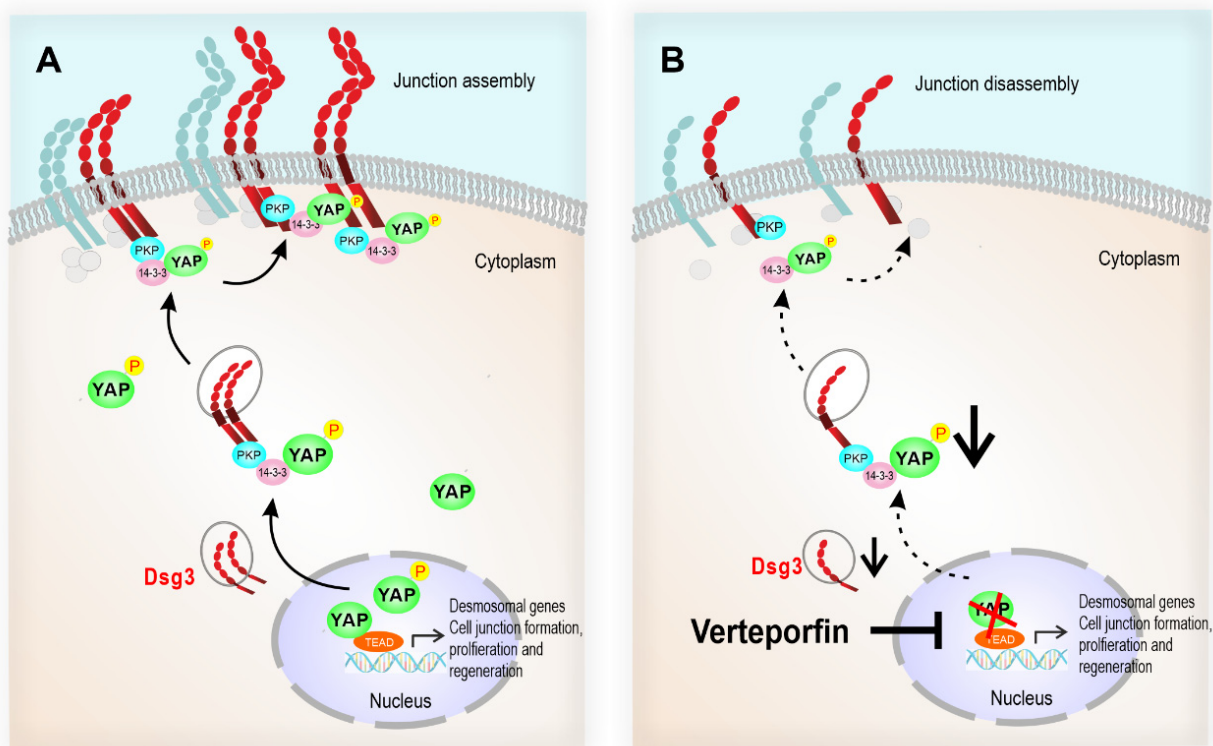 A
Junction assembly
PKP
YAP
P
14-3-3
PKP
YAP
P
14-3-3
PKP
YAP
P
14-3-3
Cytoplasm
YAP
P
PKP
14-3-3
YAP
P
YAP
Dsg3
YAP
P
YAP
TEAD
Desmosomal genes
Cell junction formation,
prolfieration and
regeneration
Nucleus
B
Junction disassembly
PKP
14-3-3
YAP
P
Cytoplasm
PKP
14-3-3
YAP
P
Dsg3
Verteporfin
YAP
TEAD
Desmosomal genes
Cell junction formation,
prolfieration and
regeneration
Nucleus